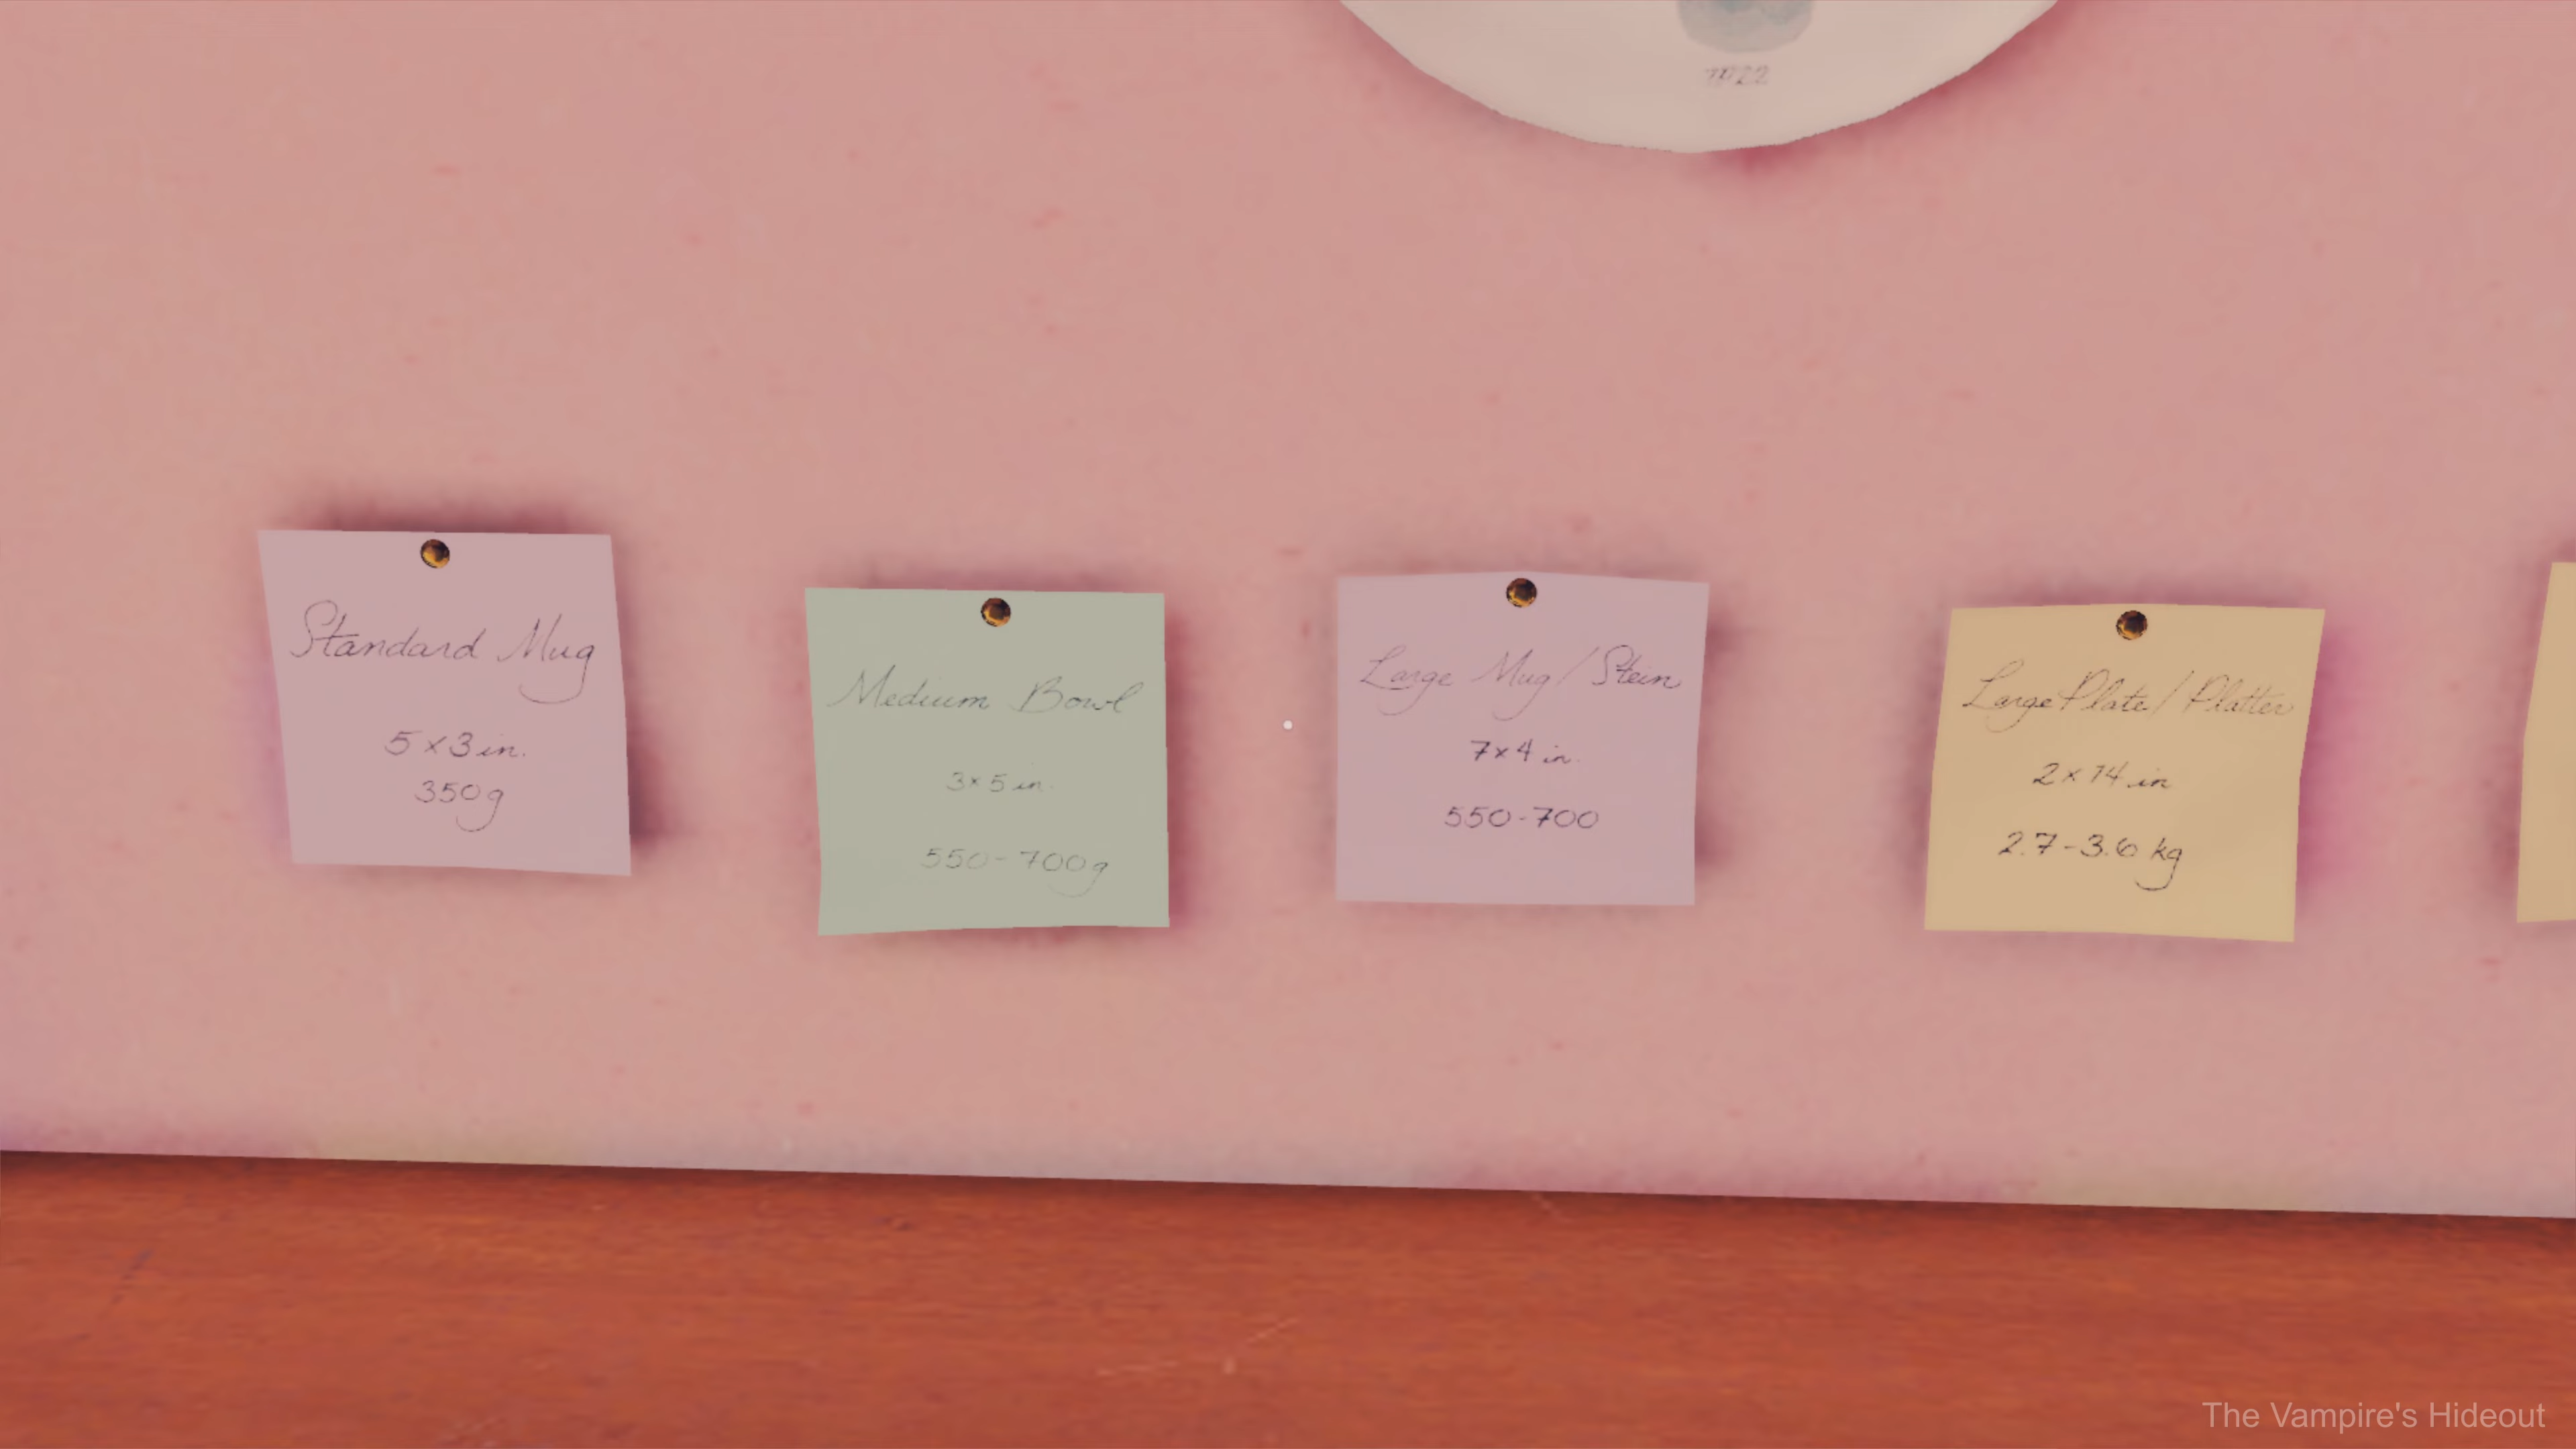 Standard Mug
5 x 3 in.
350g
Medium Bowl
3 x 5 in.
550 - 700g
Large Mug / Stein
7 x 4 in.
550 - 700
Large Plate / Platter
2 x 14 in
2.7 - 3.6 kg
The Vampire's Hideout